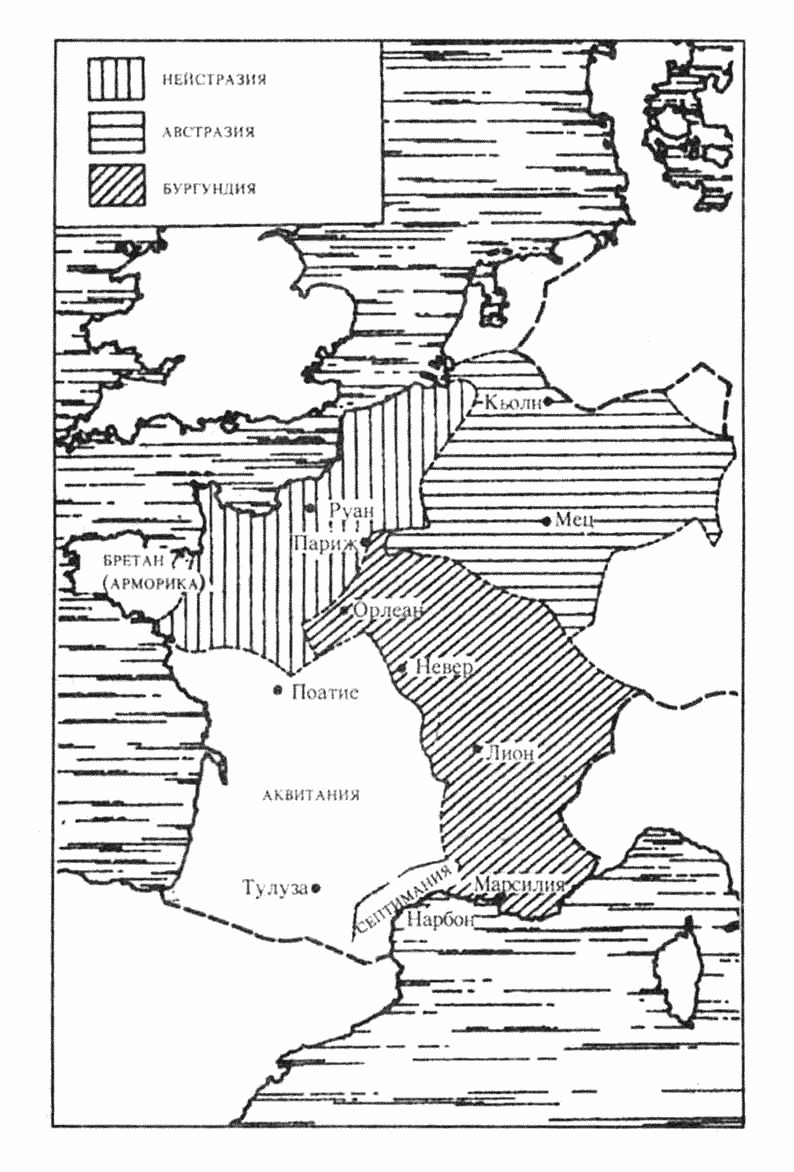 НЕЙСТРАЗИЯ
АВСТРАЗИЯ
БУРГУНДИЯ
Кьолн
Руан
Мец
Париж
БРЕТАН
(АРМОРИКА)
Орлеан
Невер
Поатие
Лион
АКВИТАНИЯ
Тулуза
СЕПТИМАНИЯ
Марсилия
Нарбон